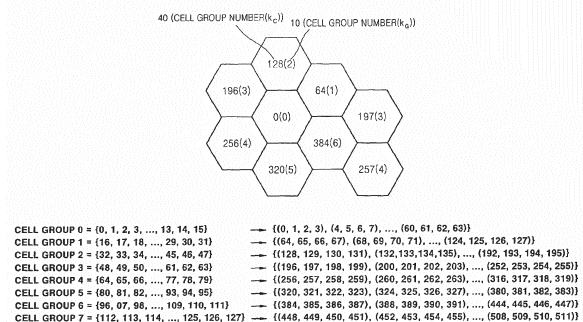 40 (CELL GROUP NUMBER(kC)) 10 (CELL GROUP NUMBER(kG))
128(2)
196(3) 64(1)
0(0) 197(3)
256(4) 384(6)
320(5) 257(4)
CELL GROUP 0 = {0, 1, 2, 3, ..., 13, 14, 15} → {(0, 1, 2, 3), (4, 5, 6, 7), ..., (60, 61, 62, 63)}
CELL GROUP 1 = {16, 17, 18, ..., 29, 30, 31} → {(64, 65, 66, 67), (68, 69, 70, 71), ..., (124, 125, 126, 127)}
CELL GROUP 2 = {32, 33, 34, ..., 45, 46, 47} → {(128, 129, 130, 131), (132,133,134,135), ..., (192, 193, 194, 195)}
CELL GROUP 3 = {48, 49, 50, ..., 61, 62, 63} → {(196, 197, 198, 199), (200, 201, 202, 203), ..., (252, 253, 254, 255)}
CELL GROUP 4 = {64, 65, 66, ..., 77, 78, 79} → {(256, 257, 258, 259), (260, 261, 262, 263), ..., (316, 317, 318, 319)}
CELL GROUP 5 = {80, 81, 82, ..., 93, 94, 95} → {(320, 321, 322, 323), (324, 325, 326, 327), ..., (380, 381, 382, 383)}
CELL GROUP 6 = {96, 07, 98, ..., 109, 110, 111} → {(384, 385, 386, 387), (388, 389, 390, 391), ..., (444, 445, 446, 447)}
CELL GROUP 7 = {112, 113, 114, ..., 125, 126, 127} → {(448, 449, 450, 451), (452, 453, 454, 455), ..., (508, 509, 510, 511)}